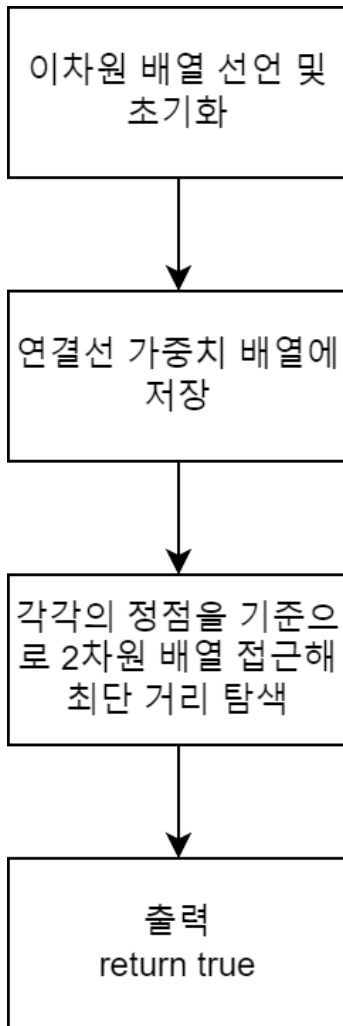 이차원 배열 선언 및
초기화
연결선 가중치 배열에
저장
각각의 정점을 기준으
로 2차원 배열 접근해
최단 거리 탐색
출력
return true